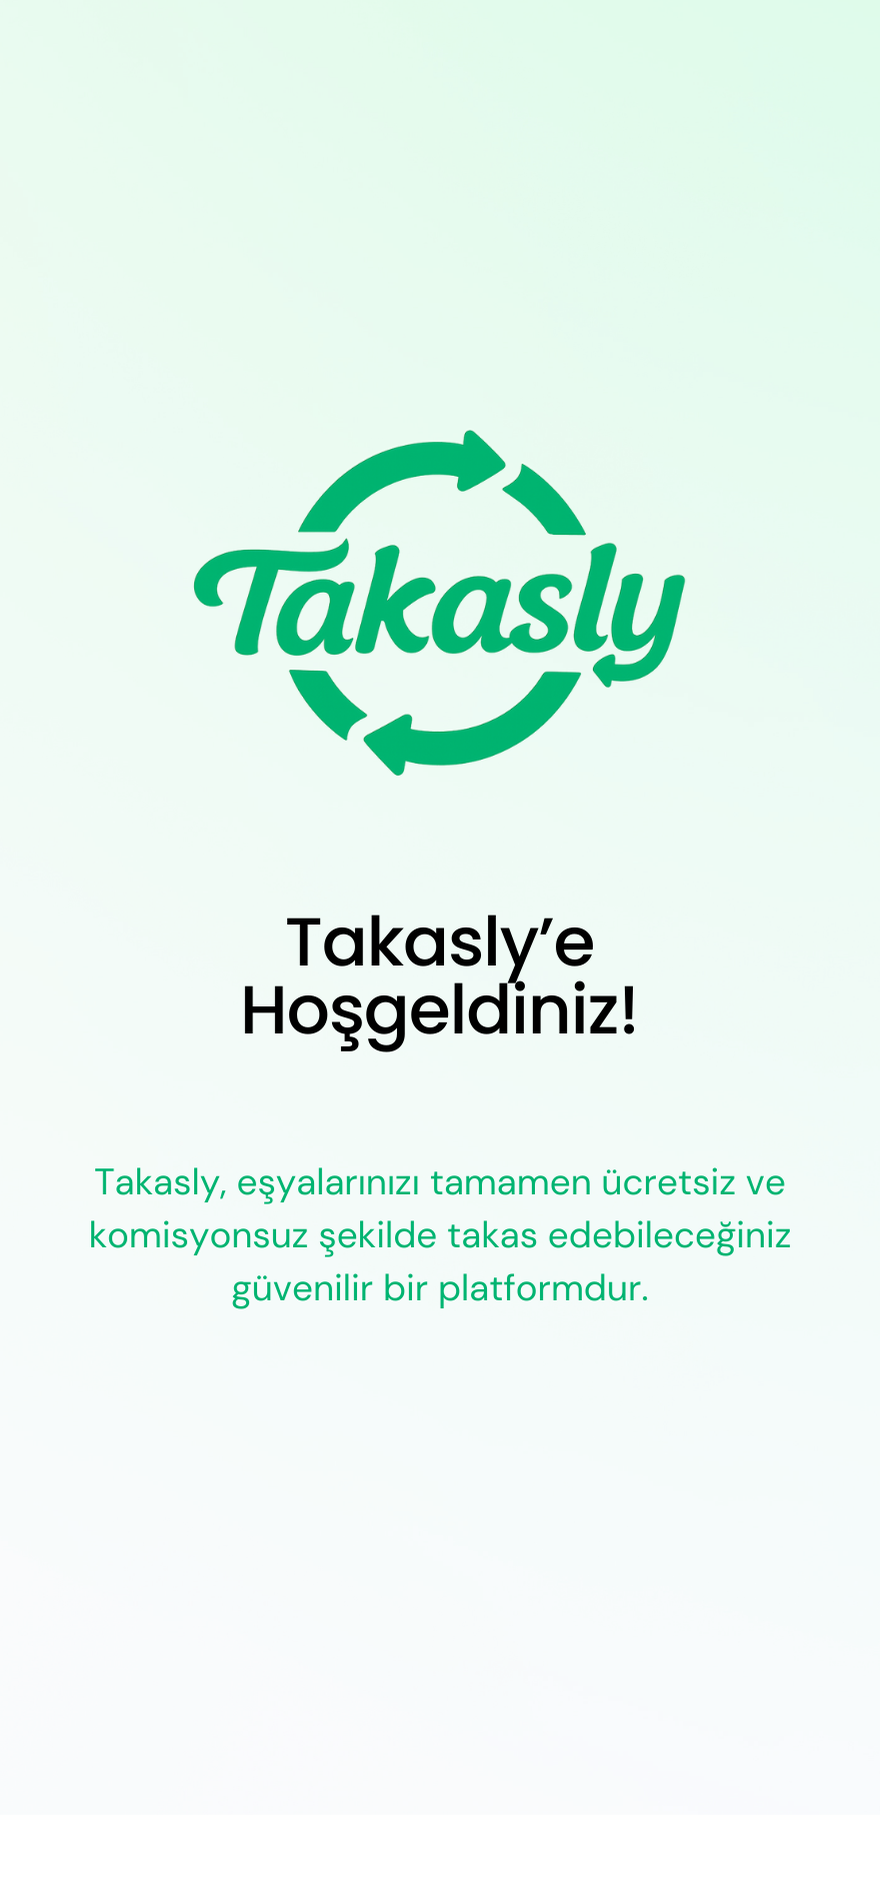 Takasly
Takasly’e
Hoşgeldiniz!
Takasly, eşyalarınızı tamamen ücretsiz ve
komisyonsuz şekilde takas edebileceğiniz
güvenilir bir platformdur.